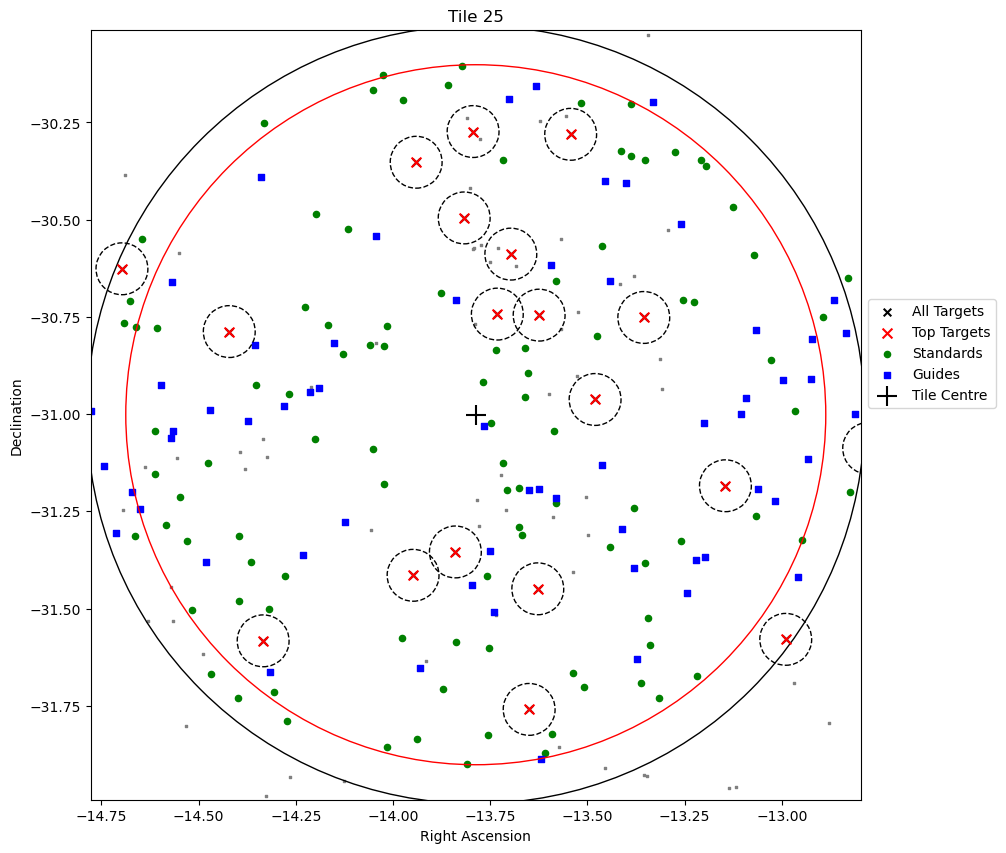 Tile 25
−30.25
−30.50
−30.75
−31.00
−31.25
−31.50
−31.75
Declination
−14.75 −14.50 −14.25 −14.00 −13.75 −13.50 −13.25 −13.00
Right Ascension
All Targets
Top Targets
Standards
Guides
Tile Centre